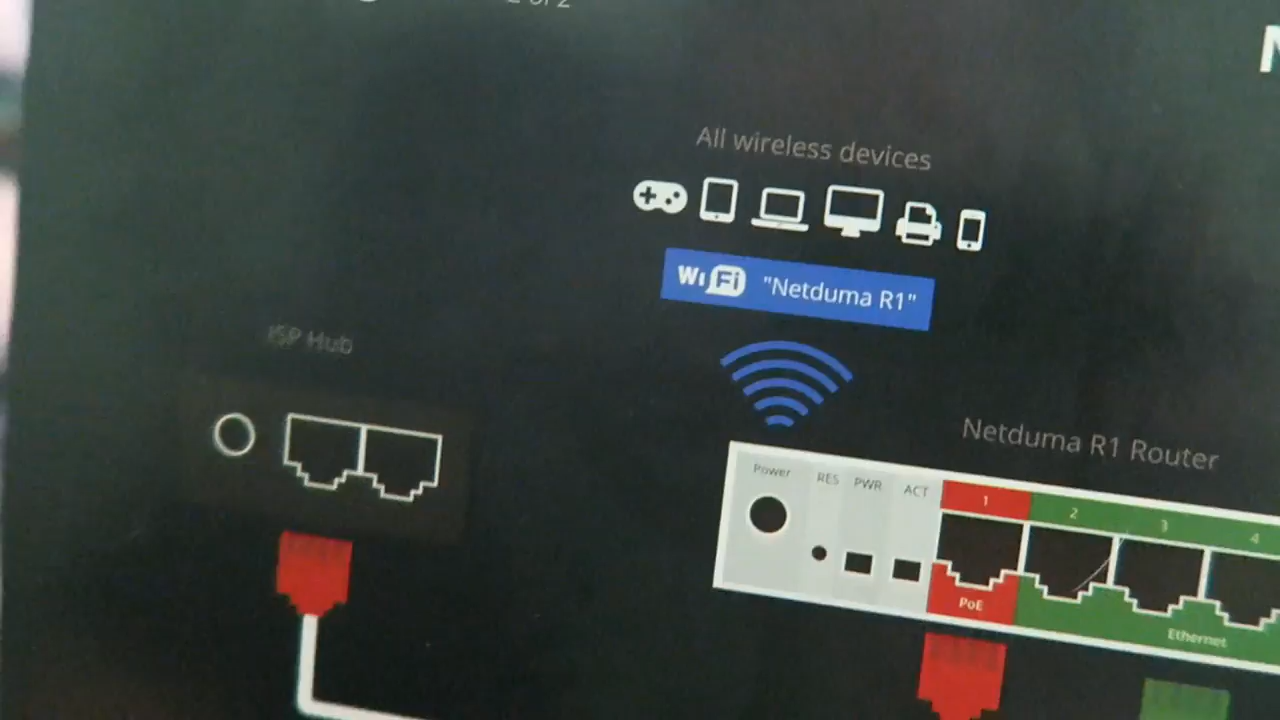 All wireless devices
WiFi "Netduma R1"
ISP Hub
Netduma R1 Router
Power RES PWR ACT 1 2 3 4
PoE
Ethernet